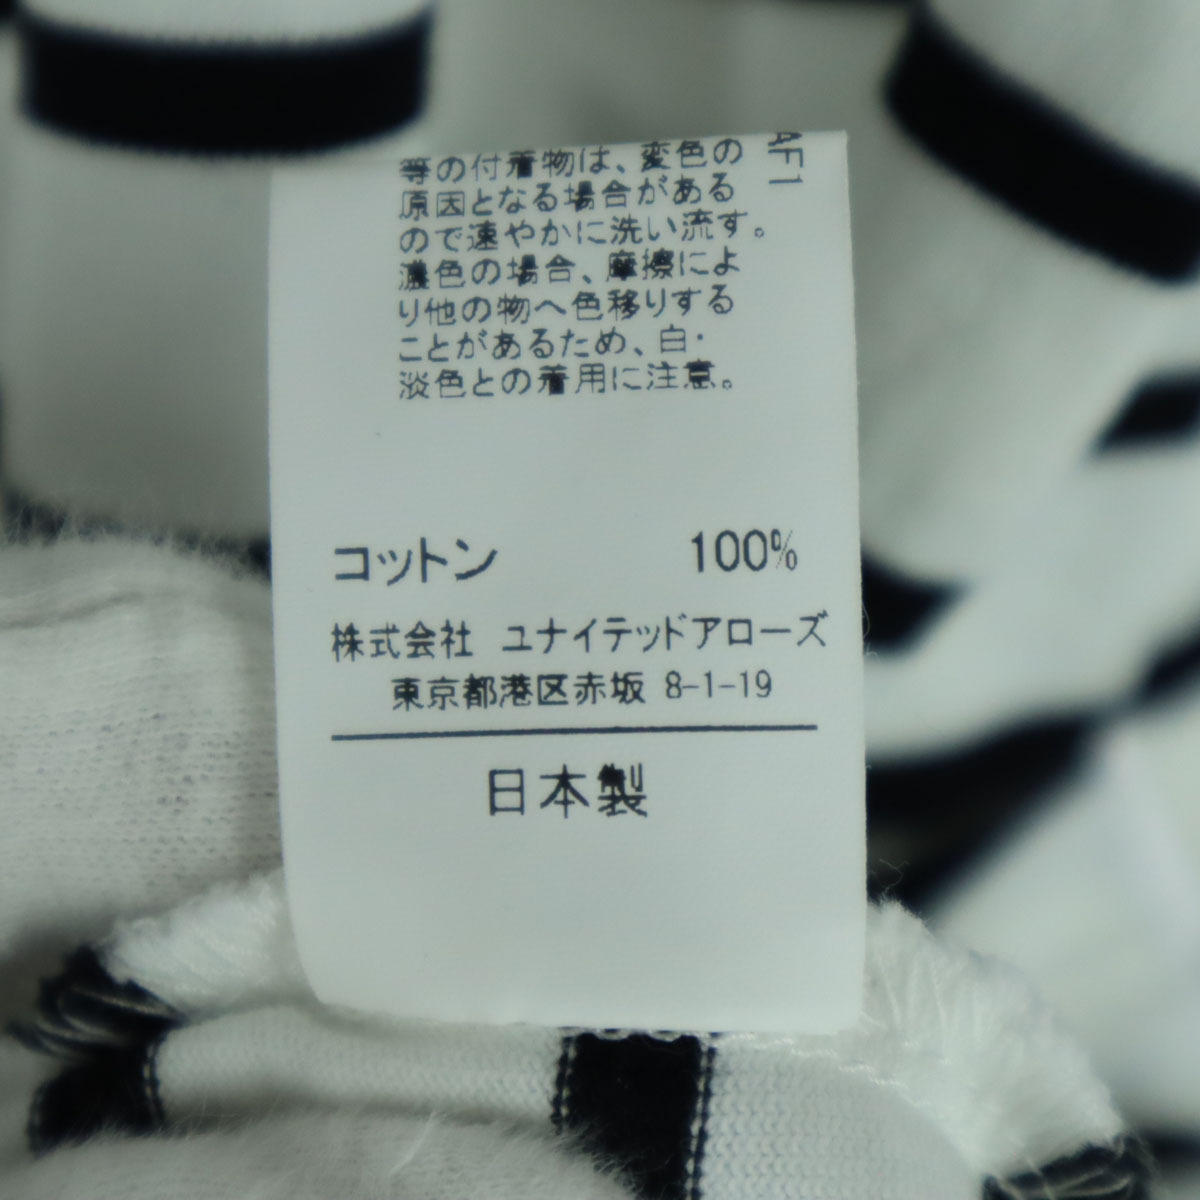 等の付着物は、変色の
原因となる場合がある
ので速やかに洗い流す。
濃色の場合、摩擦によ
り他の物へ色移りする
ことがあるため、白・
淡色との着用に注意。
AF1
コットン 100%
株式会社 ユナイテッドアローズ
東京都港区赤坂 8-1-19
日本製